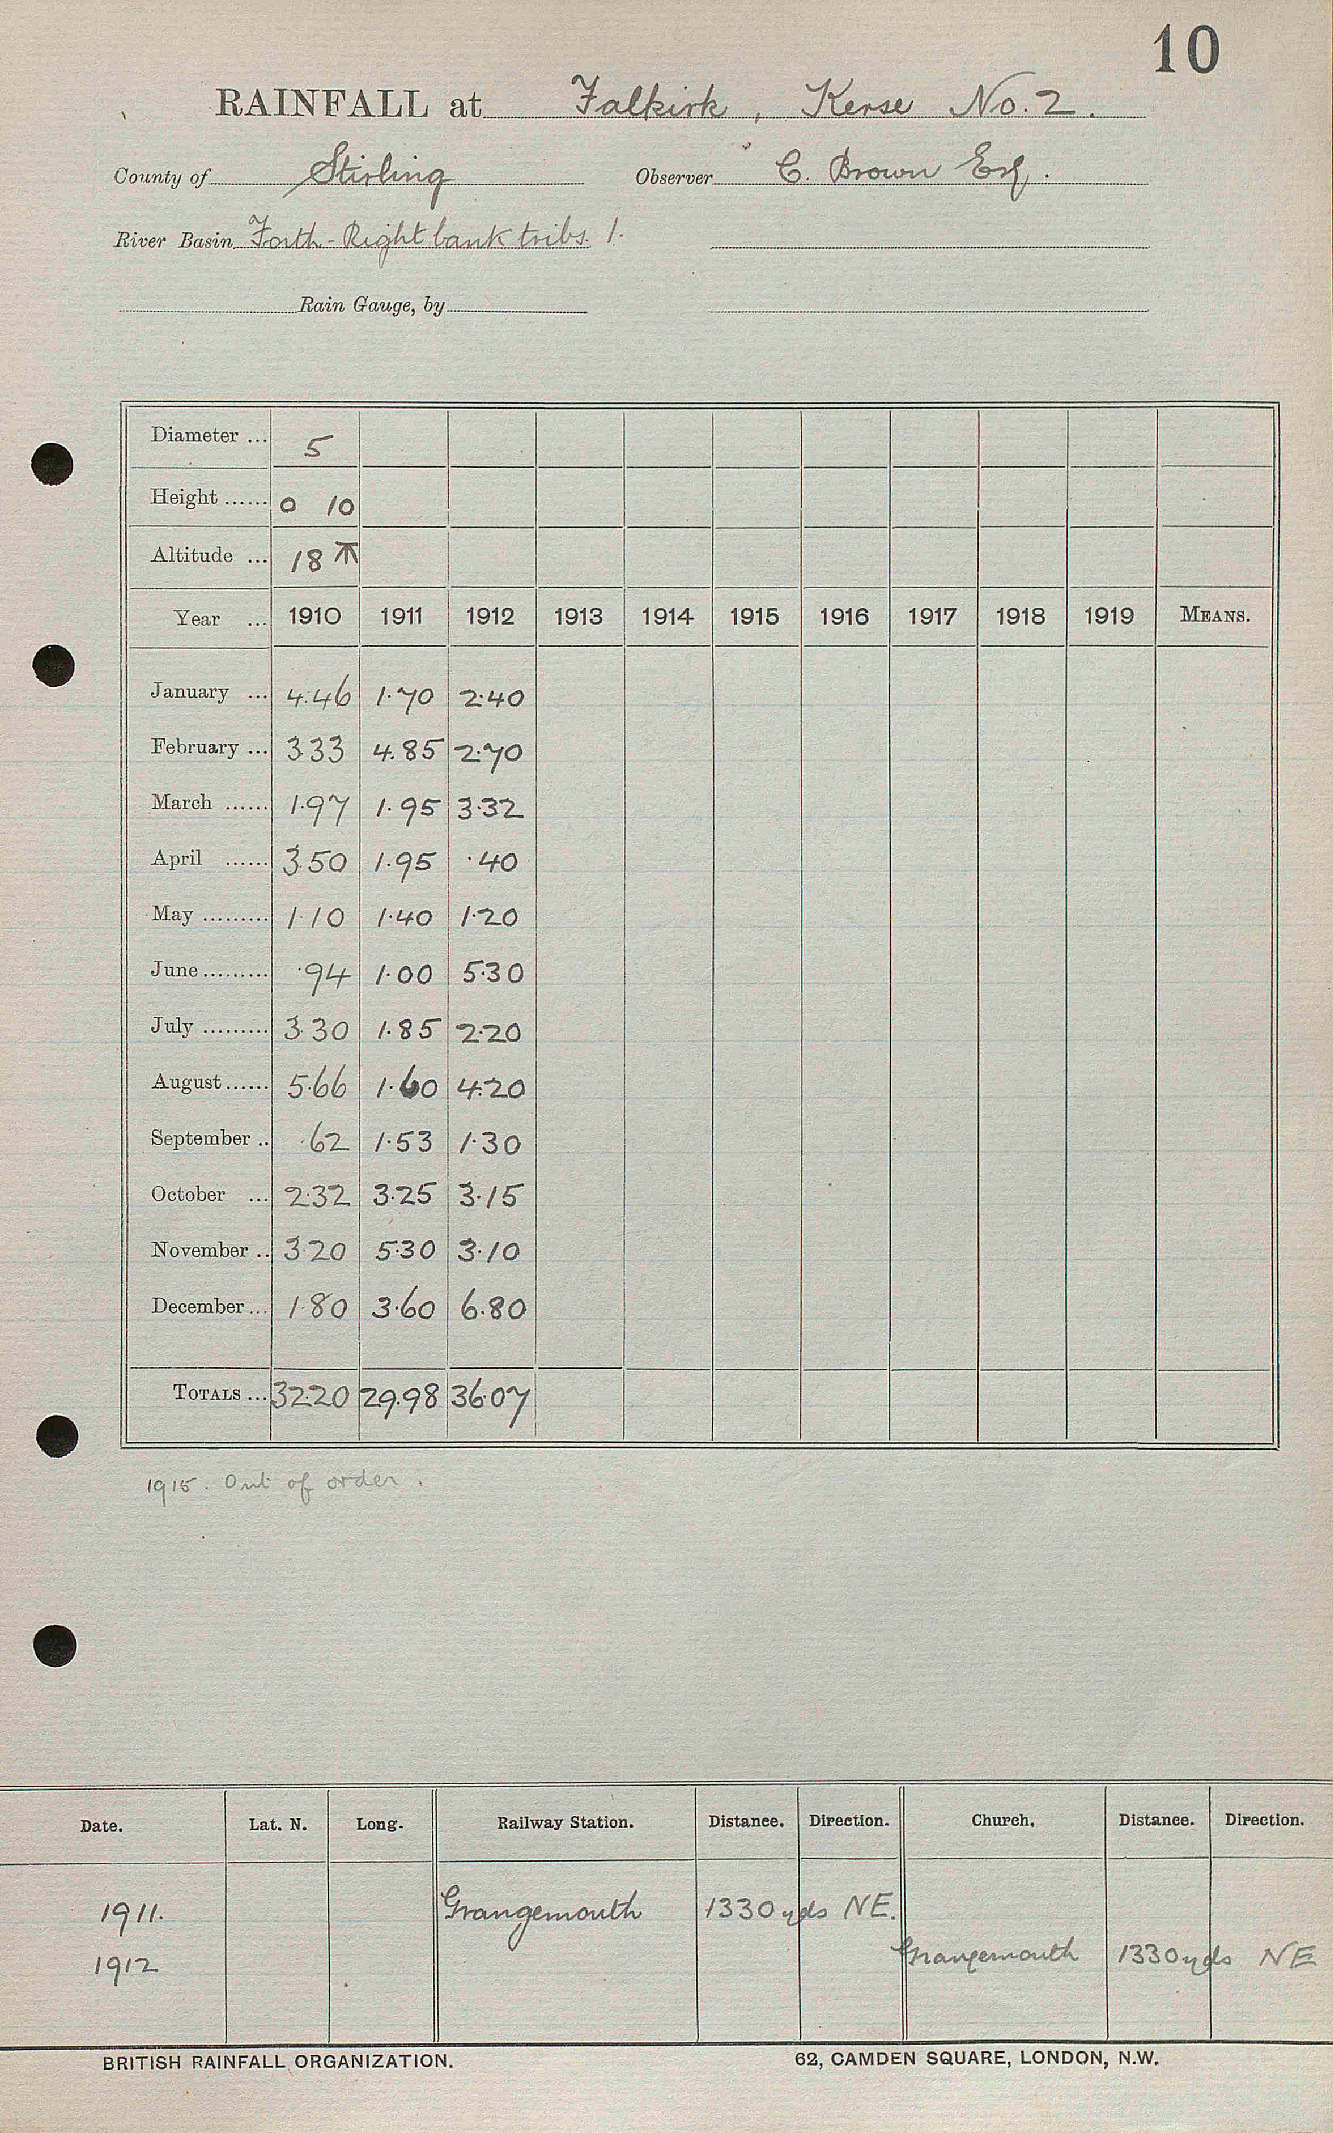 10
RAINFALL at Falkirk, Kerse No. 2.
County of Stirling Observer C. Brown Esq.
River Basin Forth - Right bank tribs. 1.
Rain Gauge, by
Diameter ... 5
Height ...... 0 10
Altitude ... 18
Year ... 1910 1911 1912 1913 1914 1915 1916 1917 1918 1919 MEANS.
January ... 4.46 1.70 2.40
February ... 3.33 4.85 2.70
March ...... 1.97 1.95 3.32
April ...... 3.50 1.95 .40
May ......... 1.10 1.40 1.20
June ......... .94 1.00 5.30
July ......... 3.30 1.85 2.20
August ...... 5.66 1.60 4.20
September .. .62 1.53 1.30
October ... 2.32 3.25 3.15
November .. 3.20 5.30 3.10
December ... 1.80 3.60 6.80
TOTALS ... 32.20 29.98 36.07
1915. Out of order.
Date. Lat. N. Long. Railway Station. Distance. Direction. Church. Distance. Direction.
1911. Grangemouth 1330 yds NE.
1912 Grangemouth 1330 yds NE
BRITISH RAINFALL ORGANIZATION. 62, CAMDEN SQUARE, LONDON, N.W.